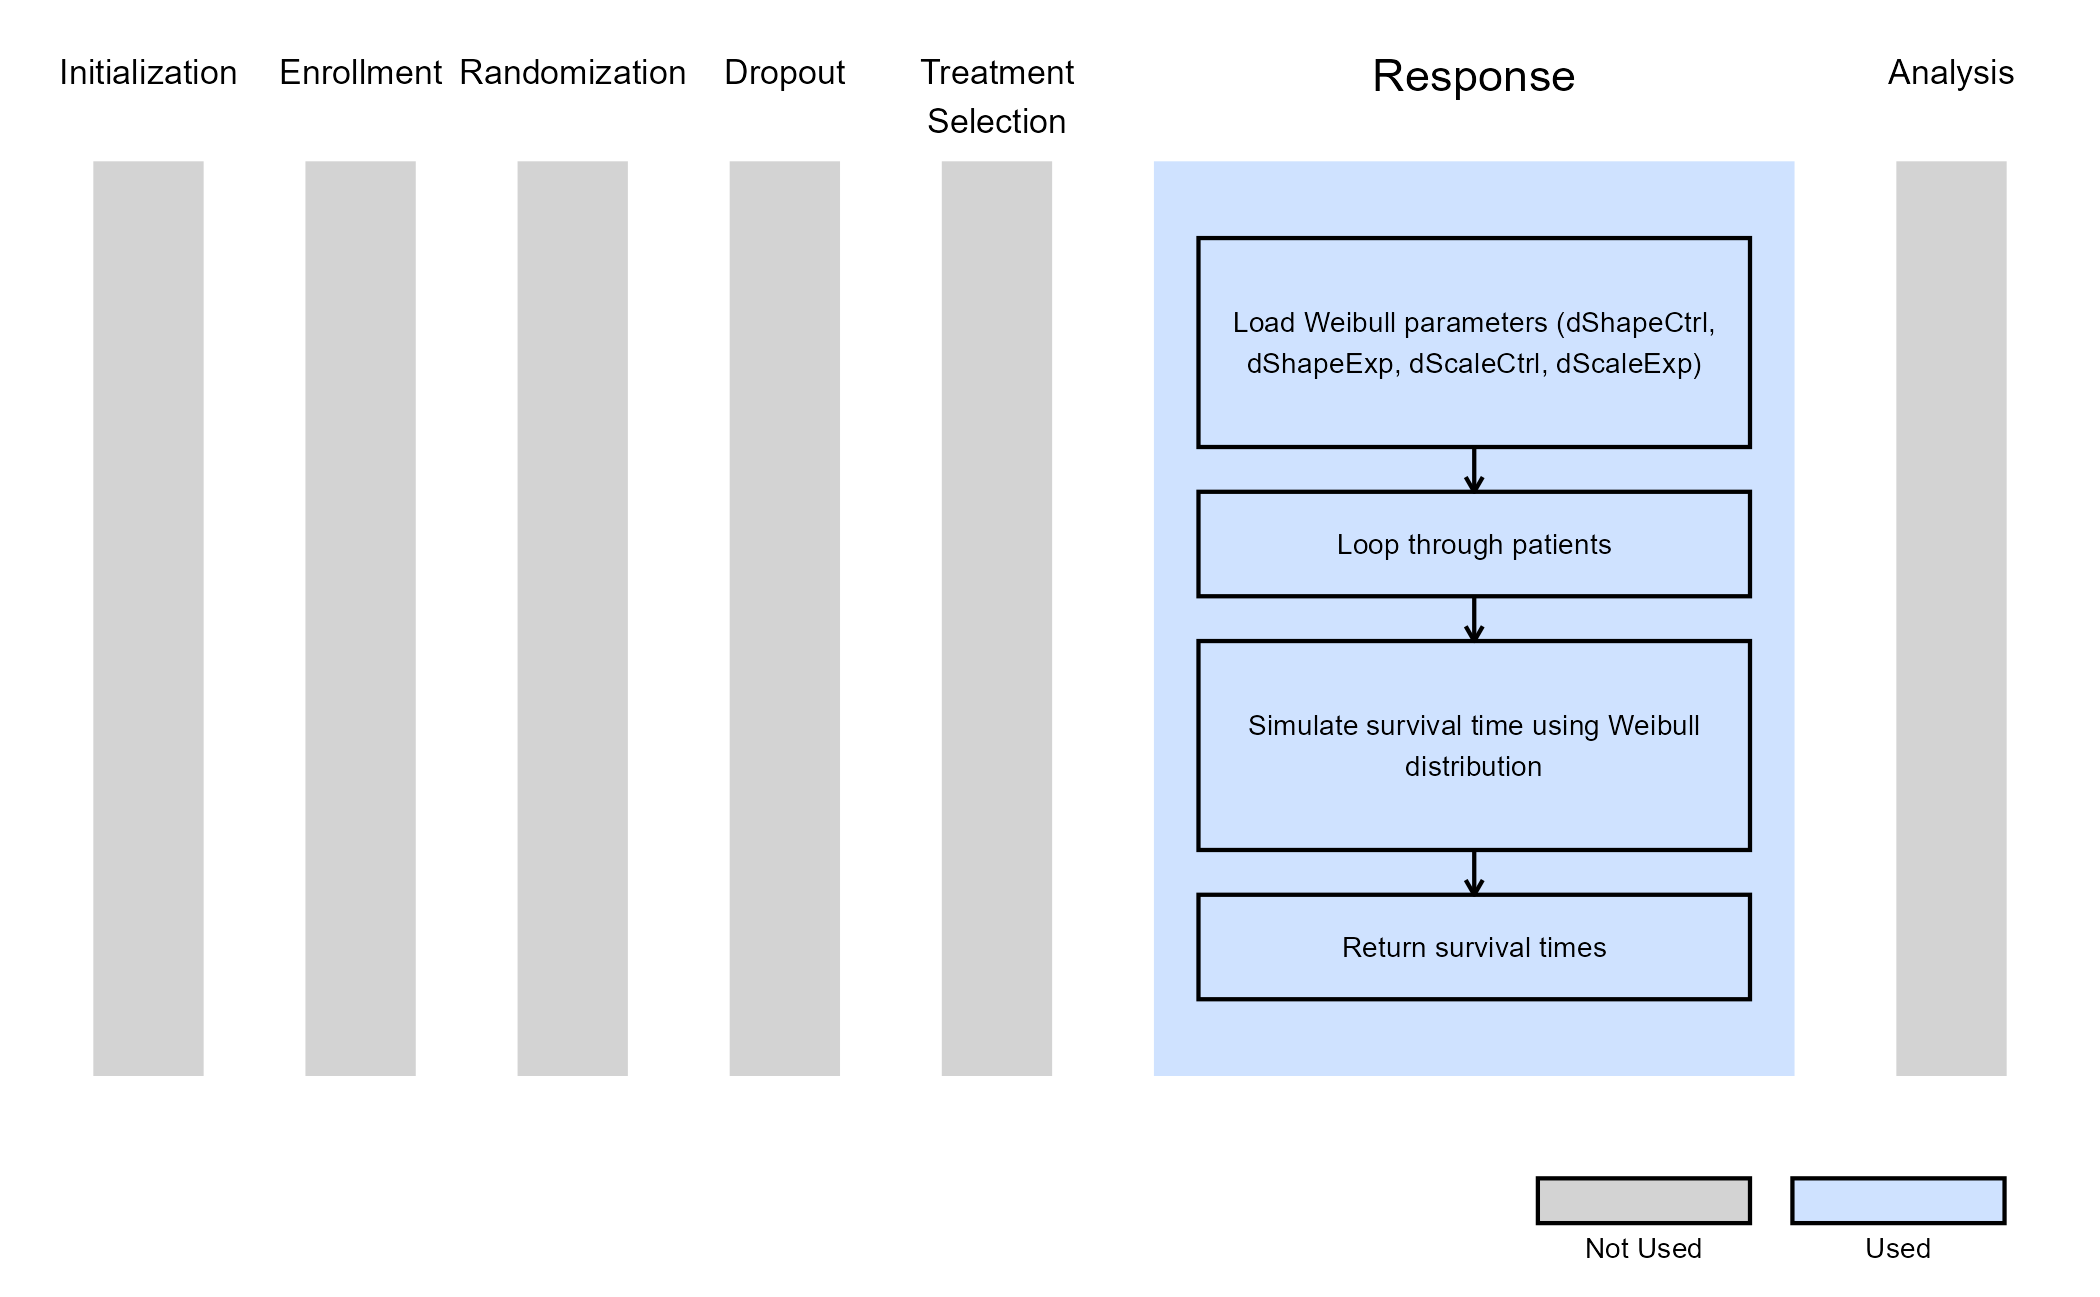 Initialization
Enrollment
Randomization
Dropout
Treatment
Selection
Response
Analysis
Load Weibull parameters (dShapeCtrl,
dShapeExp, dScaleCtrl, dScaleExp)
Loop through patients
Simulate survival time using Weibull
distribution
Return survival times
Not Used
Used